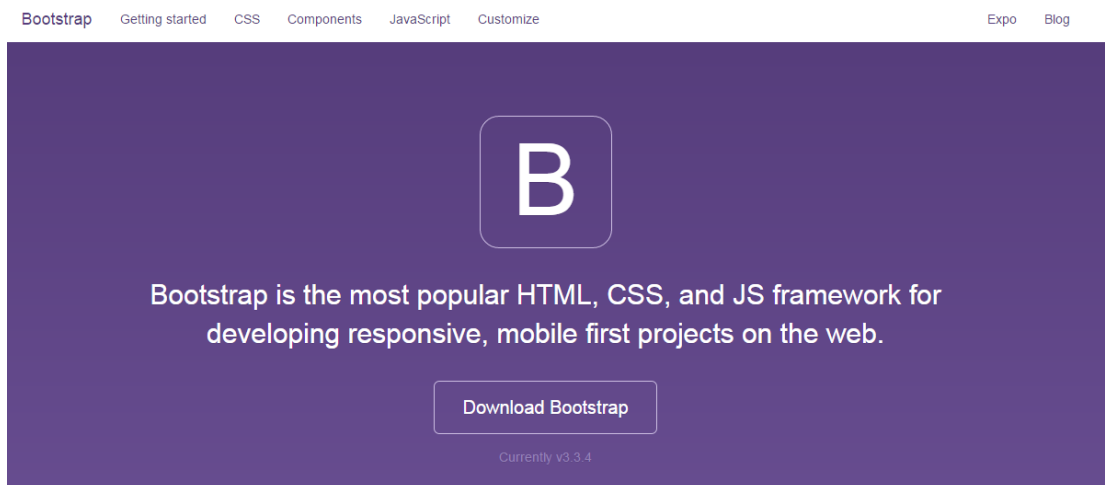 Bootstrap Getting started CSS Components JavaScript Customize Expo Blog
B
Bootstrap is the most popular HTML, CSS, and JS framework for
developing responsive, mobile first projects on the web.
Download Bootstrap
Currently v3.3.4